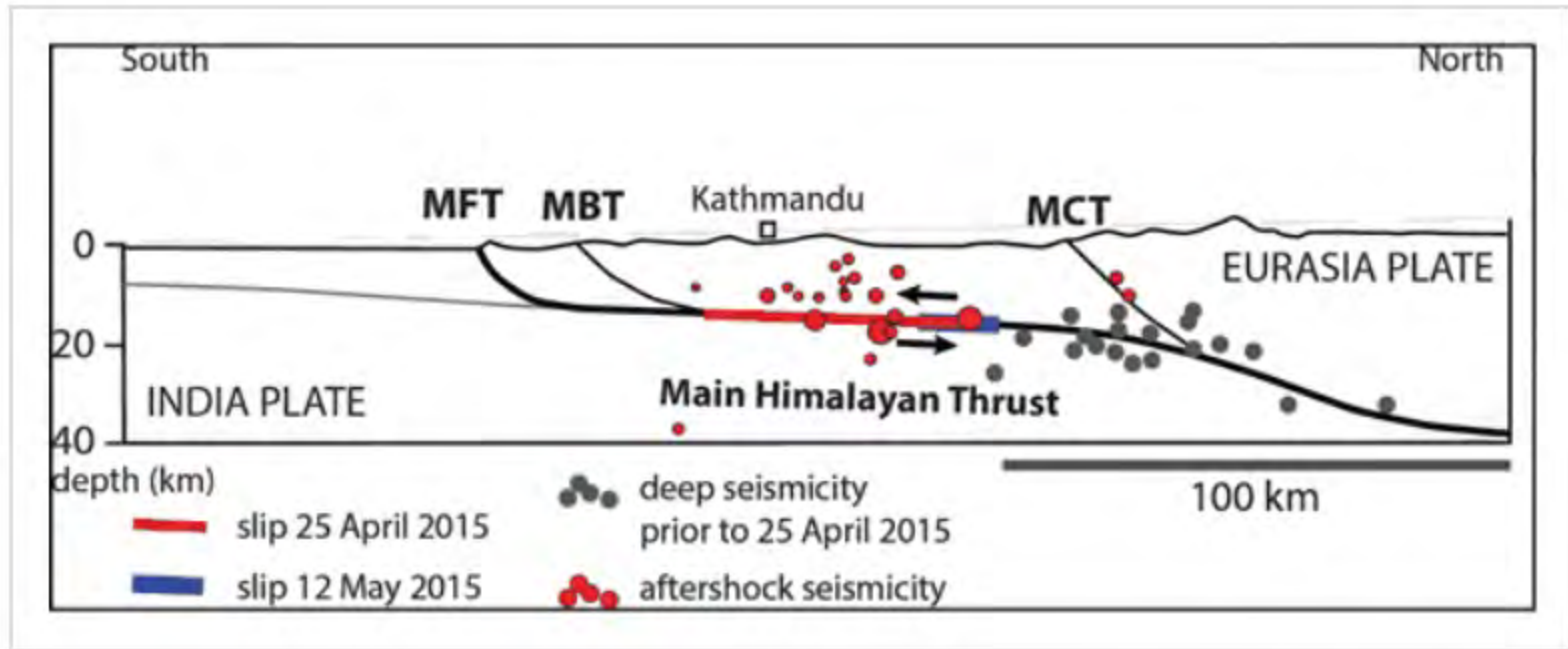 South
North
MFT
MBT
Kathmandu
MCT
0
EURASIA PLATE
20
Main Himalayan Thrust
INDIA PLATE
40
depth (km)
100 km
slip 25 April 2015
slip 12 May 2015
deep seismicity
prior to 25 April 2015
aftershock seismicity